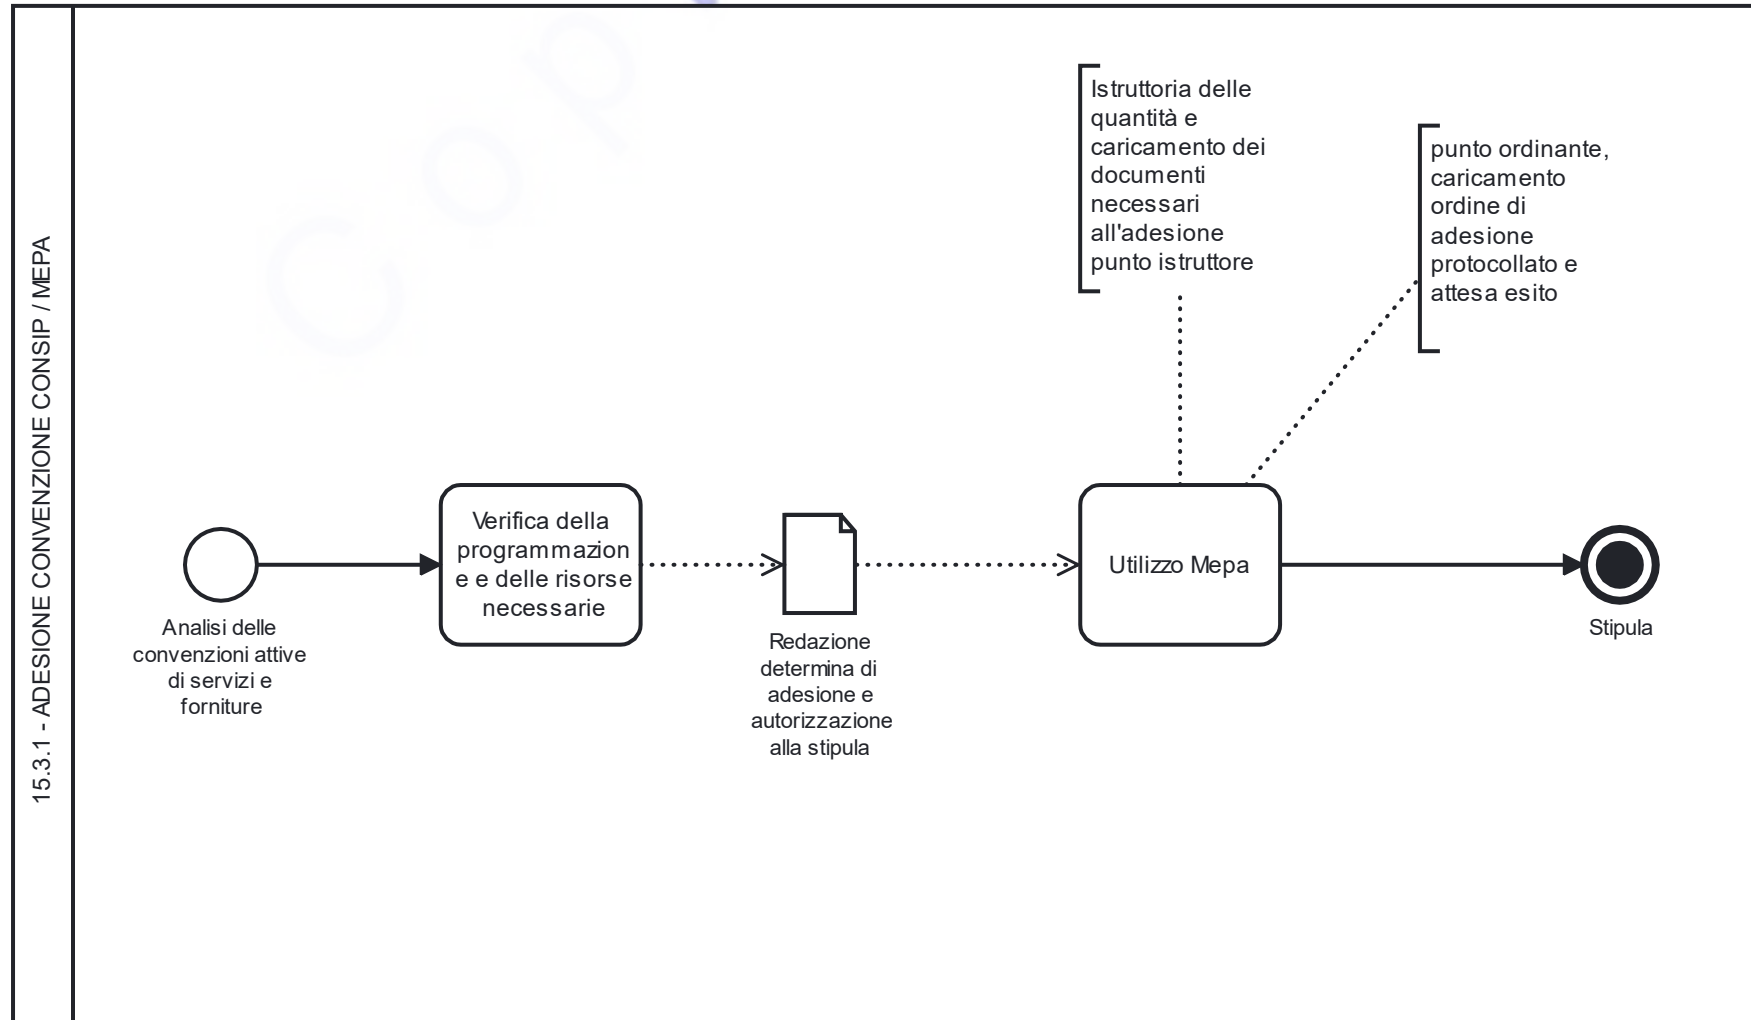 15.3.1 - ADESIONE CONVENZIONE CONSIP / MEPA
Istruttoria delle
quantità e
caricamento dei
documenti
necessari
all'adesione
punto istruttore
punto ordinante,
caricamento
ordine di
adesione
protocollato e
attesa esito
Verifica della
programmazion
e e delle risorse
necessarie
Utilizzo Mepa
Analisi delle
convenzioni attive
di servizi e
forniture
Redazione
determina di
adesione e
autorizzazione
alla stipula
Stipula
Cop